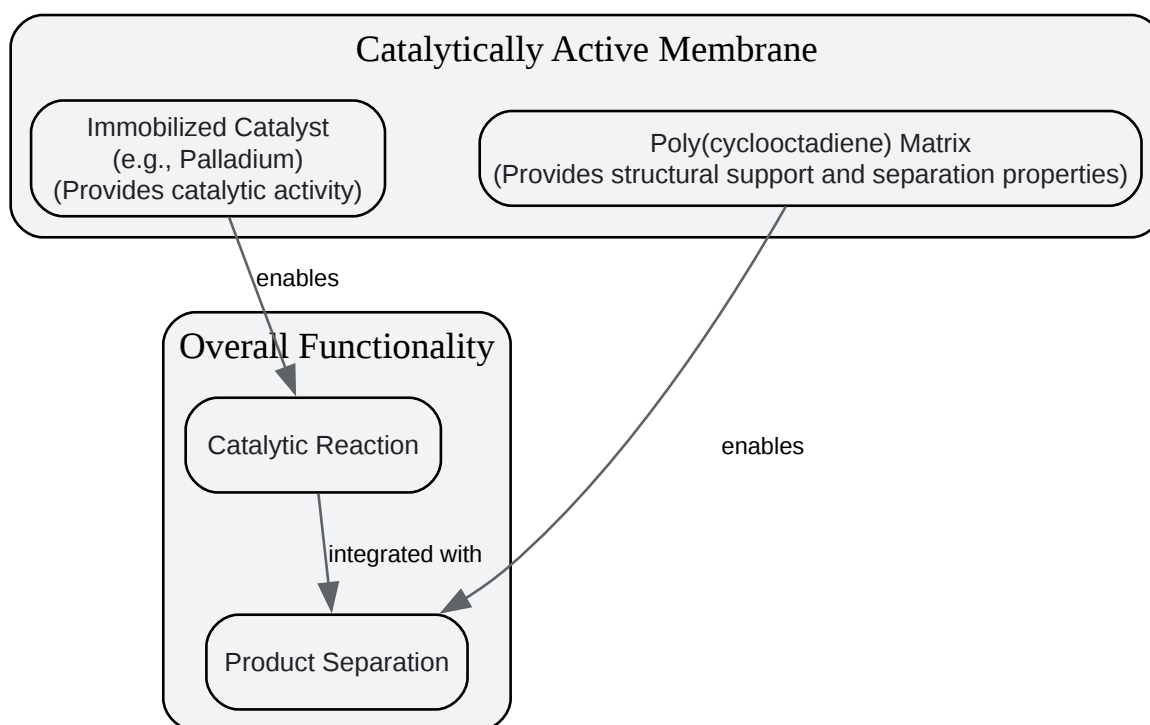 Catalytically Active Membrane
Immobilized Catalyst
(e.g., Palladium)
(Provides catalytic activity)
Poly(cyclooctadiene) Matrix
(Provides structural support and separation properties)
enables
Overall Functionality
Catalytic Reaction
enables
integrated with
Product Separation